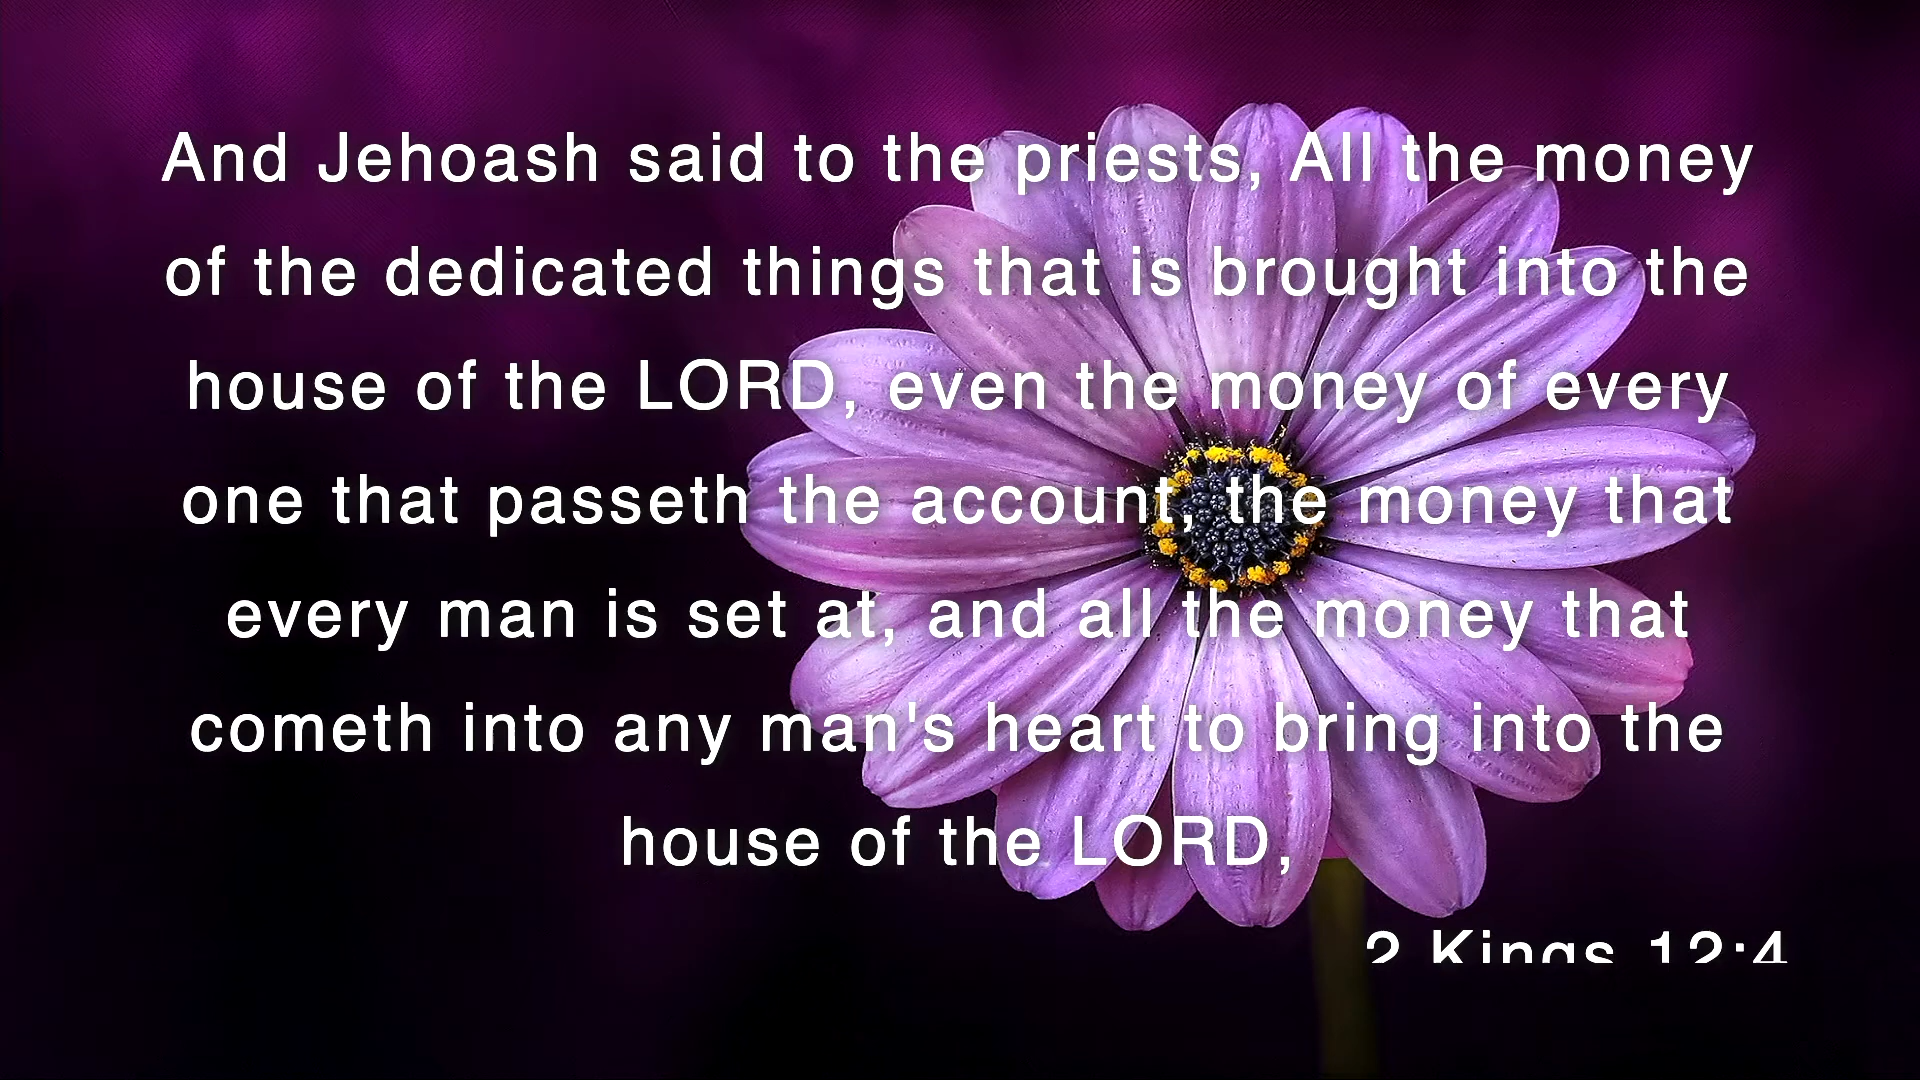 And Jehoash said to the priests, All the money
of the dedicated things that is brought into the
house of the LORD, even the money of every
one that passeth the account, the money that
every man is set at, and all the money that
cometh into any man's heart to bring into the
house of the LORD,
2 Kings 12:4